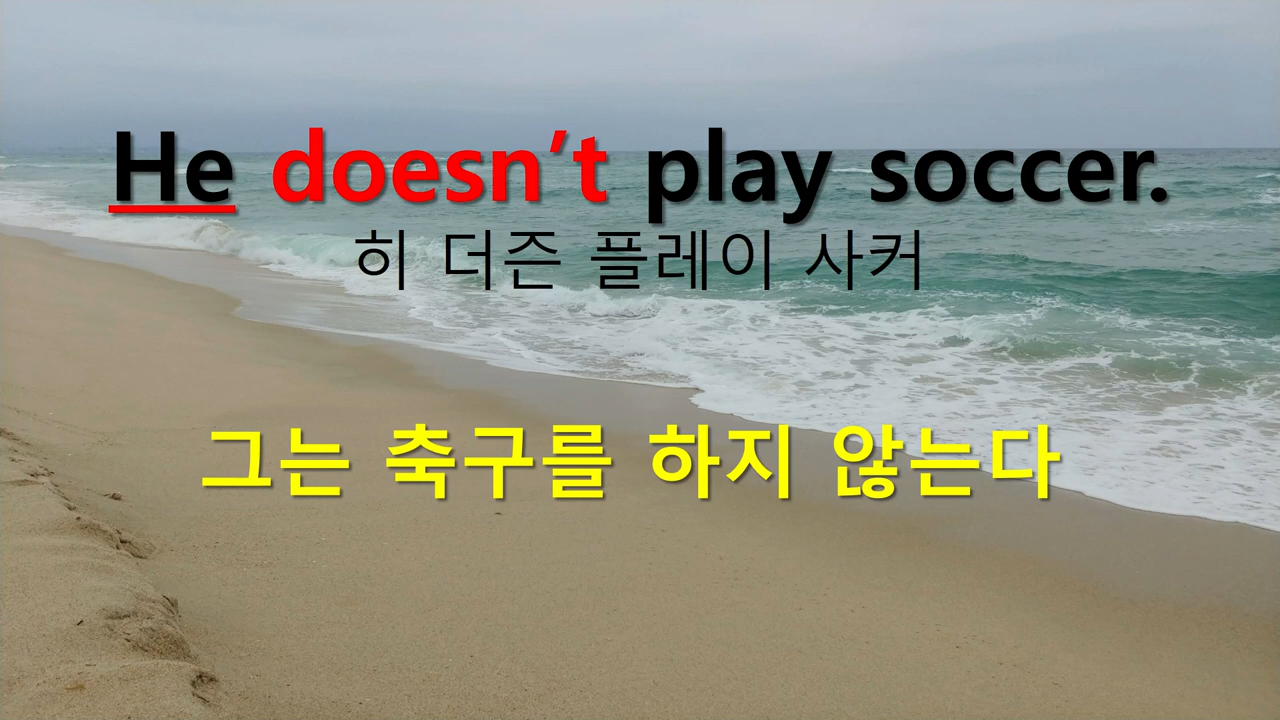 He doesn’t play soccer.
히 더즌 플레이 사커
그는 축구를 하지 않는다